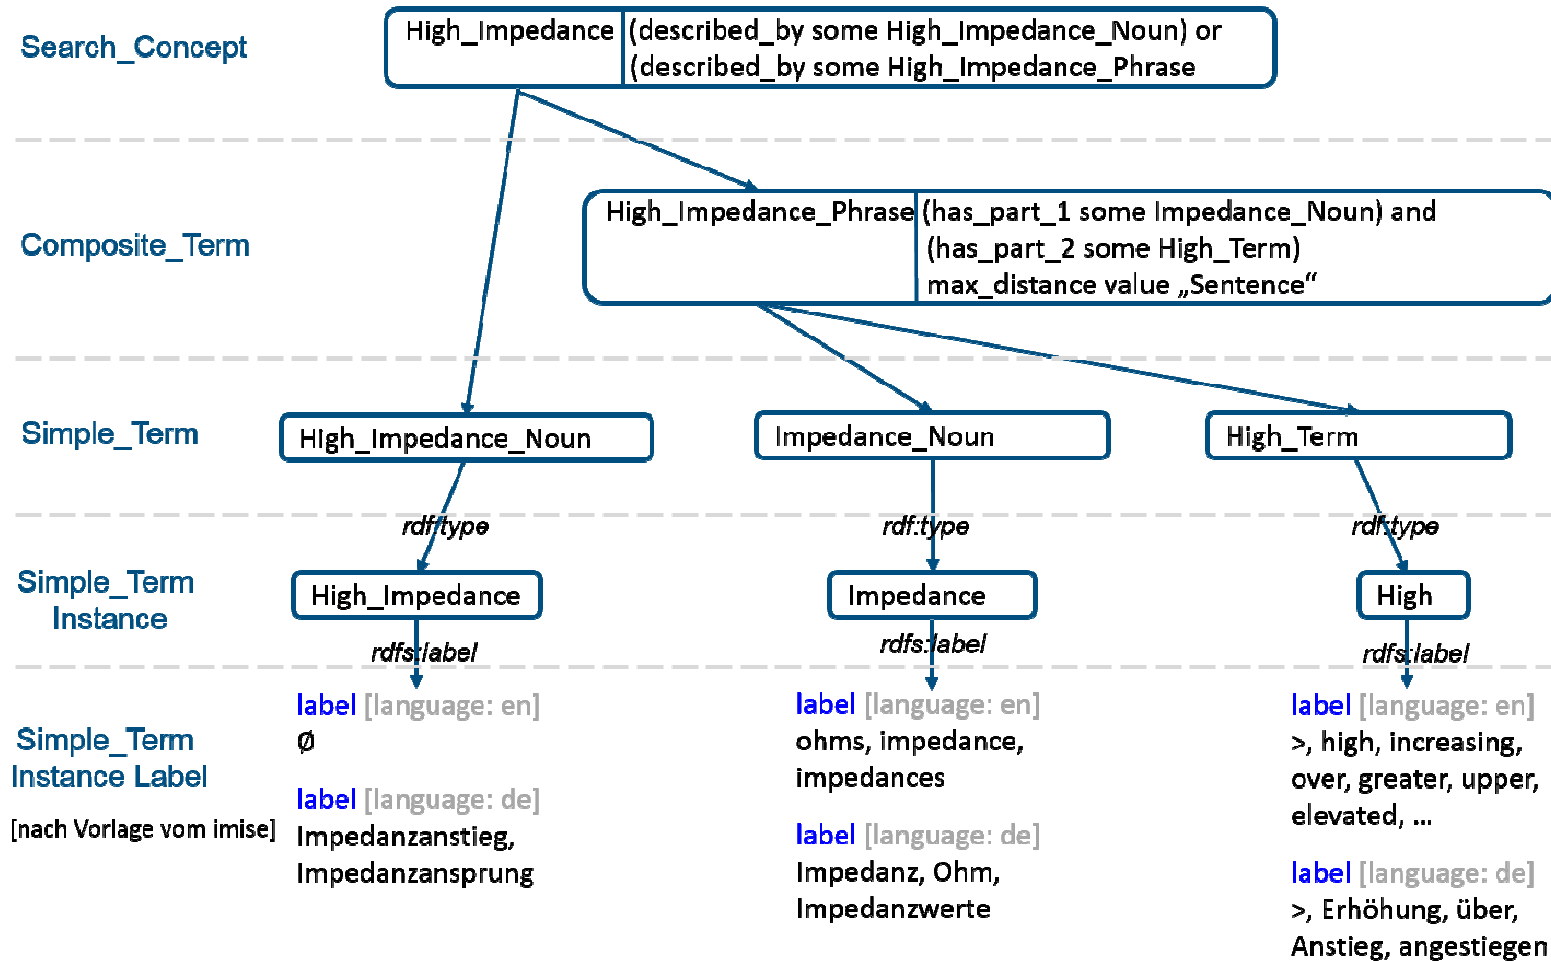 Search_Concept
High_Impedance
(described_by some High_Impedance_Noun) or
(described_by some High_Impedance_Phrase
Composite_Term
High_Impedance_Phrase
(has_part_1 some Impedance_Noun) and
(has_part_2 some High_Term)
max_distance value „Sentence“
Simple_Term
High_Impedance_Noun
Impedance_Noun
High_Term
rdf:type
rdf:type
rdf:type
Simple_Term
Instance
High_Impedance
Impedance
High
rdfs:label
rdfs:label
rdfs:label
Simple_Term
Instance Label
[nach Vorlage vom imise]
label [language: en]
Ø
label [language: de]
Impedanzanstieg,
Impedanzansprung
label [language: en]
ohms, impedance,
impedances
label [language: de]
Impedanz, Ohm,
Impedanzwerte
label [language: en]
>, high, increasing,
over, greater, upper,
elevated, ...
label [language: de]
>, Erhöhung, über,
Anstieg, angestiegen